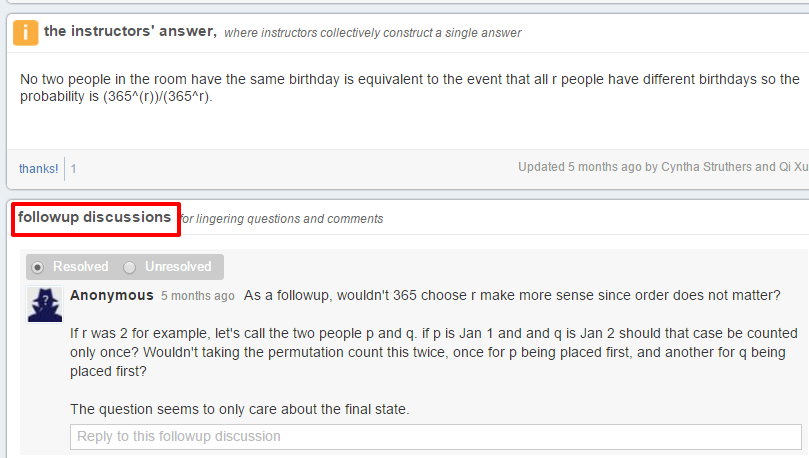 i the instructors' answer, where instructors collectively construct a single answer
No two people in the room have the same birthday is equivalent to the event that all r people have different birthdays so the
probability is (365^(r))/(365^r).
thanks! 1 Updated 5 months ago by Cyntha Struthers and Qi Xu
followup discussions for lingering questions and comments
Resolved Unresolved
Anonymous 5 months ago As a followup, wouldn't 365 choose r make more sense since order does not matter?
If r was 2 for example, let's call the two people p and q. if p is Jan 1 and and q is Jan 2 should that case be counted
only once? Wouldn't taking the permutation count this twice, once for p being placed first, and another for q being
placed first?
The question seems to only care about the final state.
Reply to this followup discussion